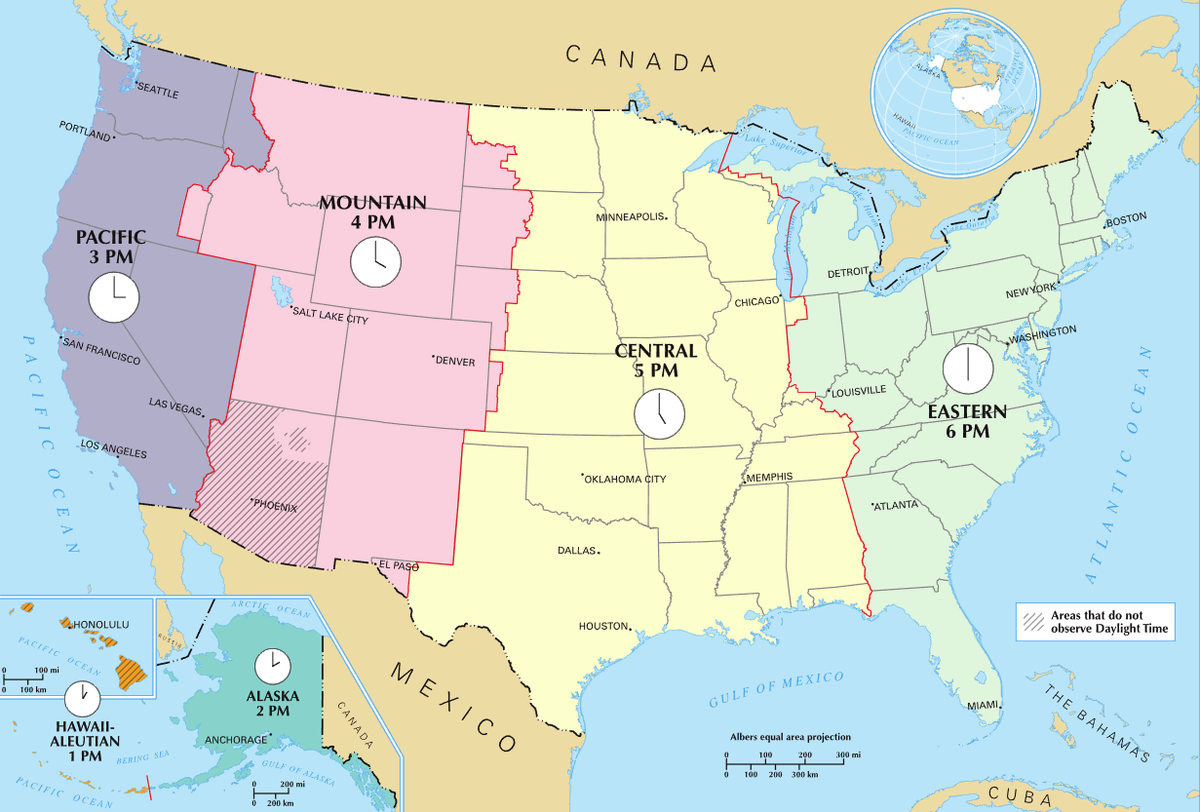 CANADA
ALASKA
HAWAII
PACIFIC OCEAN
SEATTLE
PORTLAND
Lake Superior
MOUNTAIN
4 PM
MINNEAPOLIS
BOSTON
PACIFIC
3 PM
DETROIT
NEW YORK
CHICAGO
SALT LAKE CITY
WASHINGTON
SAN FRANCISCO
DENVER
CENTRAL
5 PM
LOUISVILLE
EASTERN
6 PM
LAS VEGAS
LOS ANGELES
PACIFIC OCEAN
ATLANTIC OCEAN
OKLAHOMA CITY
MEMPHIS
PHOENIX
ATLANTA
DALLAS
EL PASO
HOUSTON
Areas that do not
observe Daylight Time
MEXICO
GULF OF MEXICO
MIAMI
THE BAHAMAS
CUBA
HONOLULU
PACIFIC OCEAN
0 100 mi
0 100 km
HAWAII-
ALEUTIAN
1 PM
ARCTIC OCEAN
RUSSIA
ALASKA
2 PM
CANADA
ANCHORAGE
BERING SEA
GULF OF ALASKA
PACIFIC OCEAN
0 200 mi
0 200 km
Albers equal area projection
0 100 200 300 mi
0 100 200 300 km